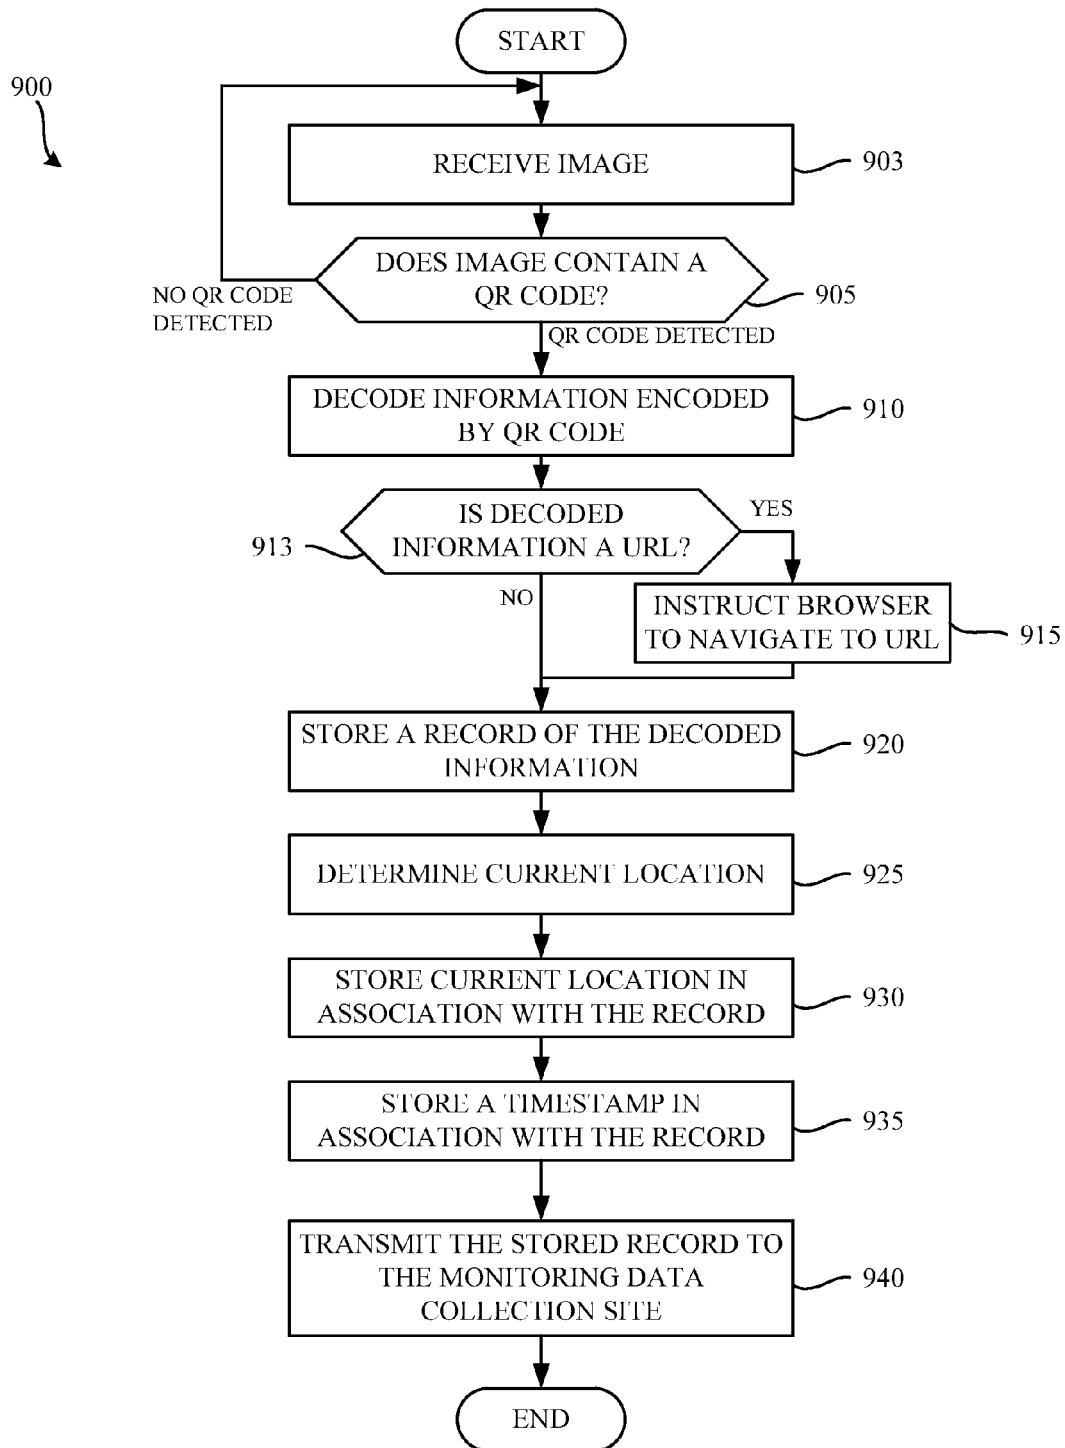 START
900
RECEIVE IMAGE
903
DOES IMAGE CONTAIN A
QR CODE?
905
NO QR CODE
DETECTED
QR CODE DETECTED
DECODE INFORMATION ENCODED
BY QR CODE
910
IS DECODED
INFORMATION A URL?
913
YES
NO
INSTRUCT BROWSER
TO NAVIGATE TO URL
915
STORE A RECORD OF THE DECODED
INFORMATION
920
DETERMINE CURRENT LOCATION
925
STORE CURRENT LOCATION IN
ASSOCIATION WITH THE RECORD
930
STORE A TIMESTAMP IN
ASSOCIATION WITH THE RECORD
935
TRANSMIT THE STORED RECORD TO
THE MONITORING DATA
COLLECTION SITE
940
END